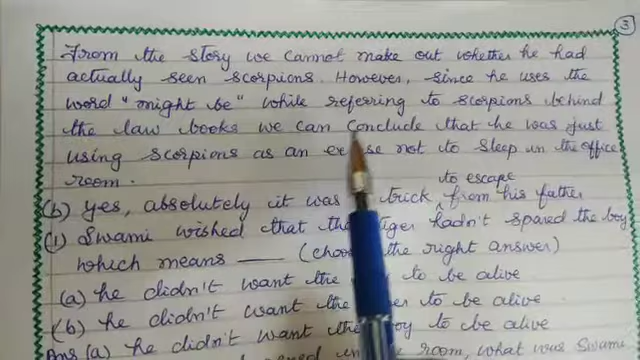 3
From the story we cannot make out whether he had
actually seen scorpions. However, since he uses the
word "might be" while referring to scorpions behind
the law books we can conclude that he was just
using scorpions as an not to sleep in the office
room. to escape
(b) yes, absolutely it was trick ^ from his father
(1) Swami wished that the tiger hadn't spared the boy
which means ___ (choose the right answer)
(a) he didn't want the to be alive
(b) he didn't want the to be alive
Ans (a) he didn't want the boy to be alive
in the room, what was Swami